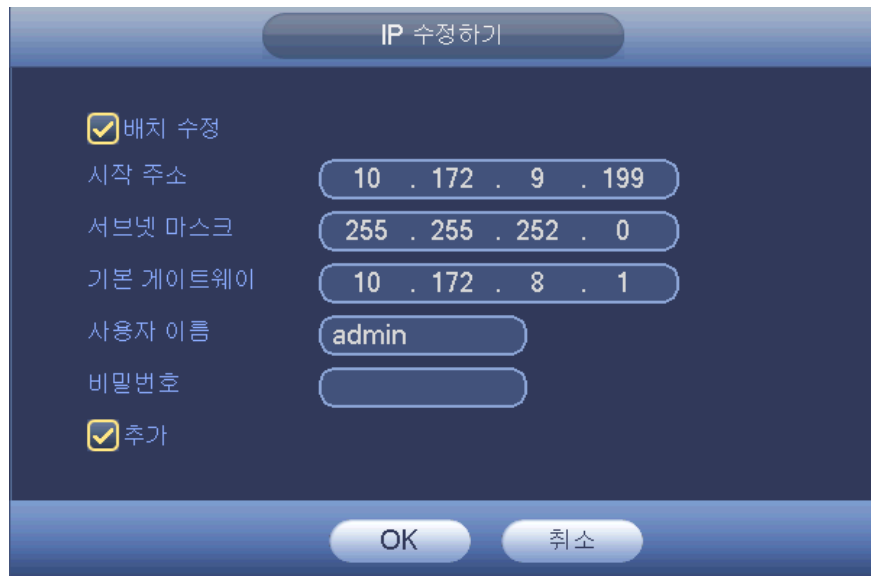 IP 수정하기
배치 수정
시작 주소 10 . 172 . 9 . 199
서브넷 마스크 255 . 255 . 252 . 0
기본 게이트웨이 10 . 172 . 8 . 1
사용자 이름 admin
비밀번호
추가
OK 취소